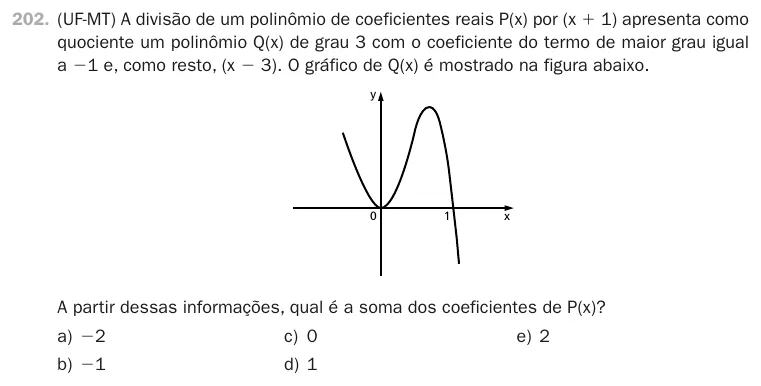 202. (UF-MT) A divisão de um polinômio de coeficientes reais P(x) por (x + 1) apresenta como
quociente um polinômio Q(x) de grau 3 com o coeficiente do termo de maior grau igual
a −1 e, como resto, (x − 3). O gráfico de Q(x) é mostrado na figura abaixo.
y
0 1 x
A partir dessas informações, qual é a soma dos coeficientes de P(x)?
a) −2 c) 0 e) 2
b) −1 d) 1